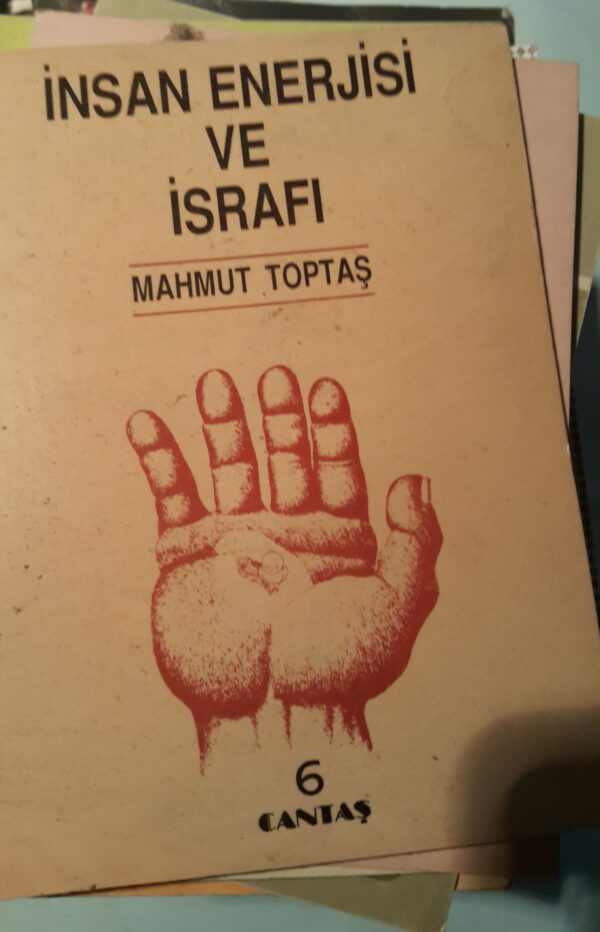 İNSAN ENERJİSİ
VE
İSRAFI
MAHMUT TOPTAŞ
6
CANTAŞ